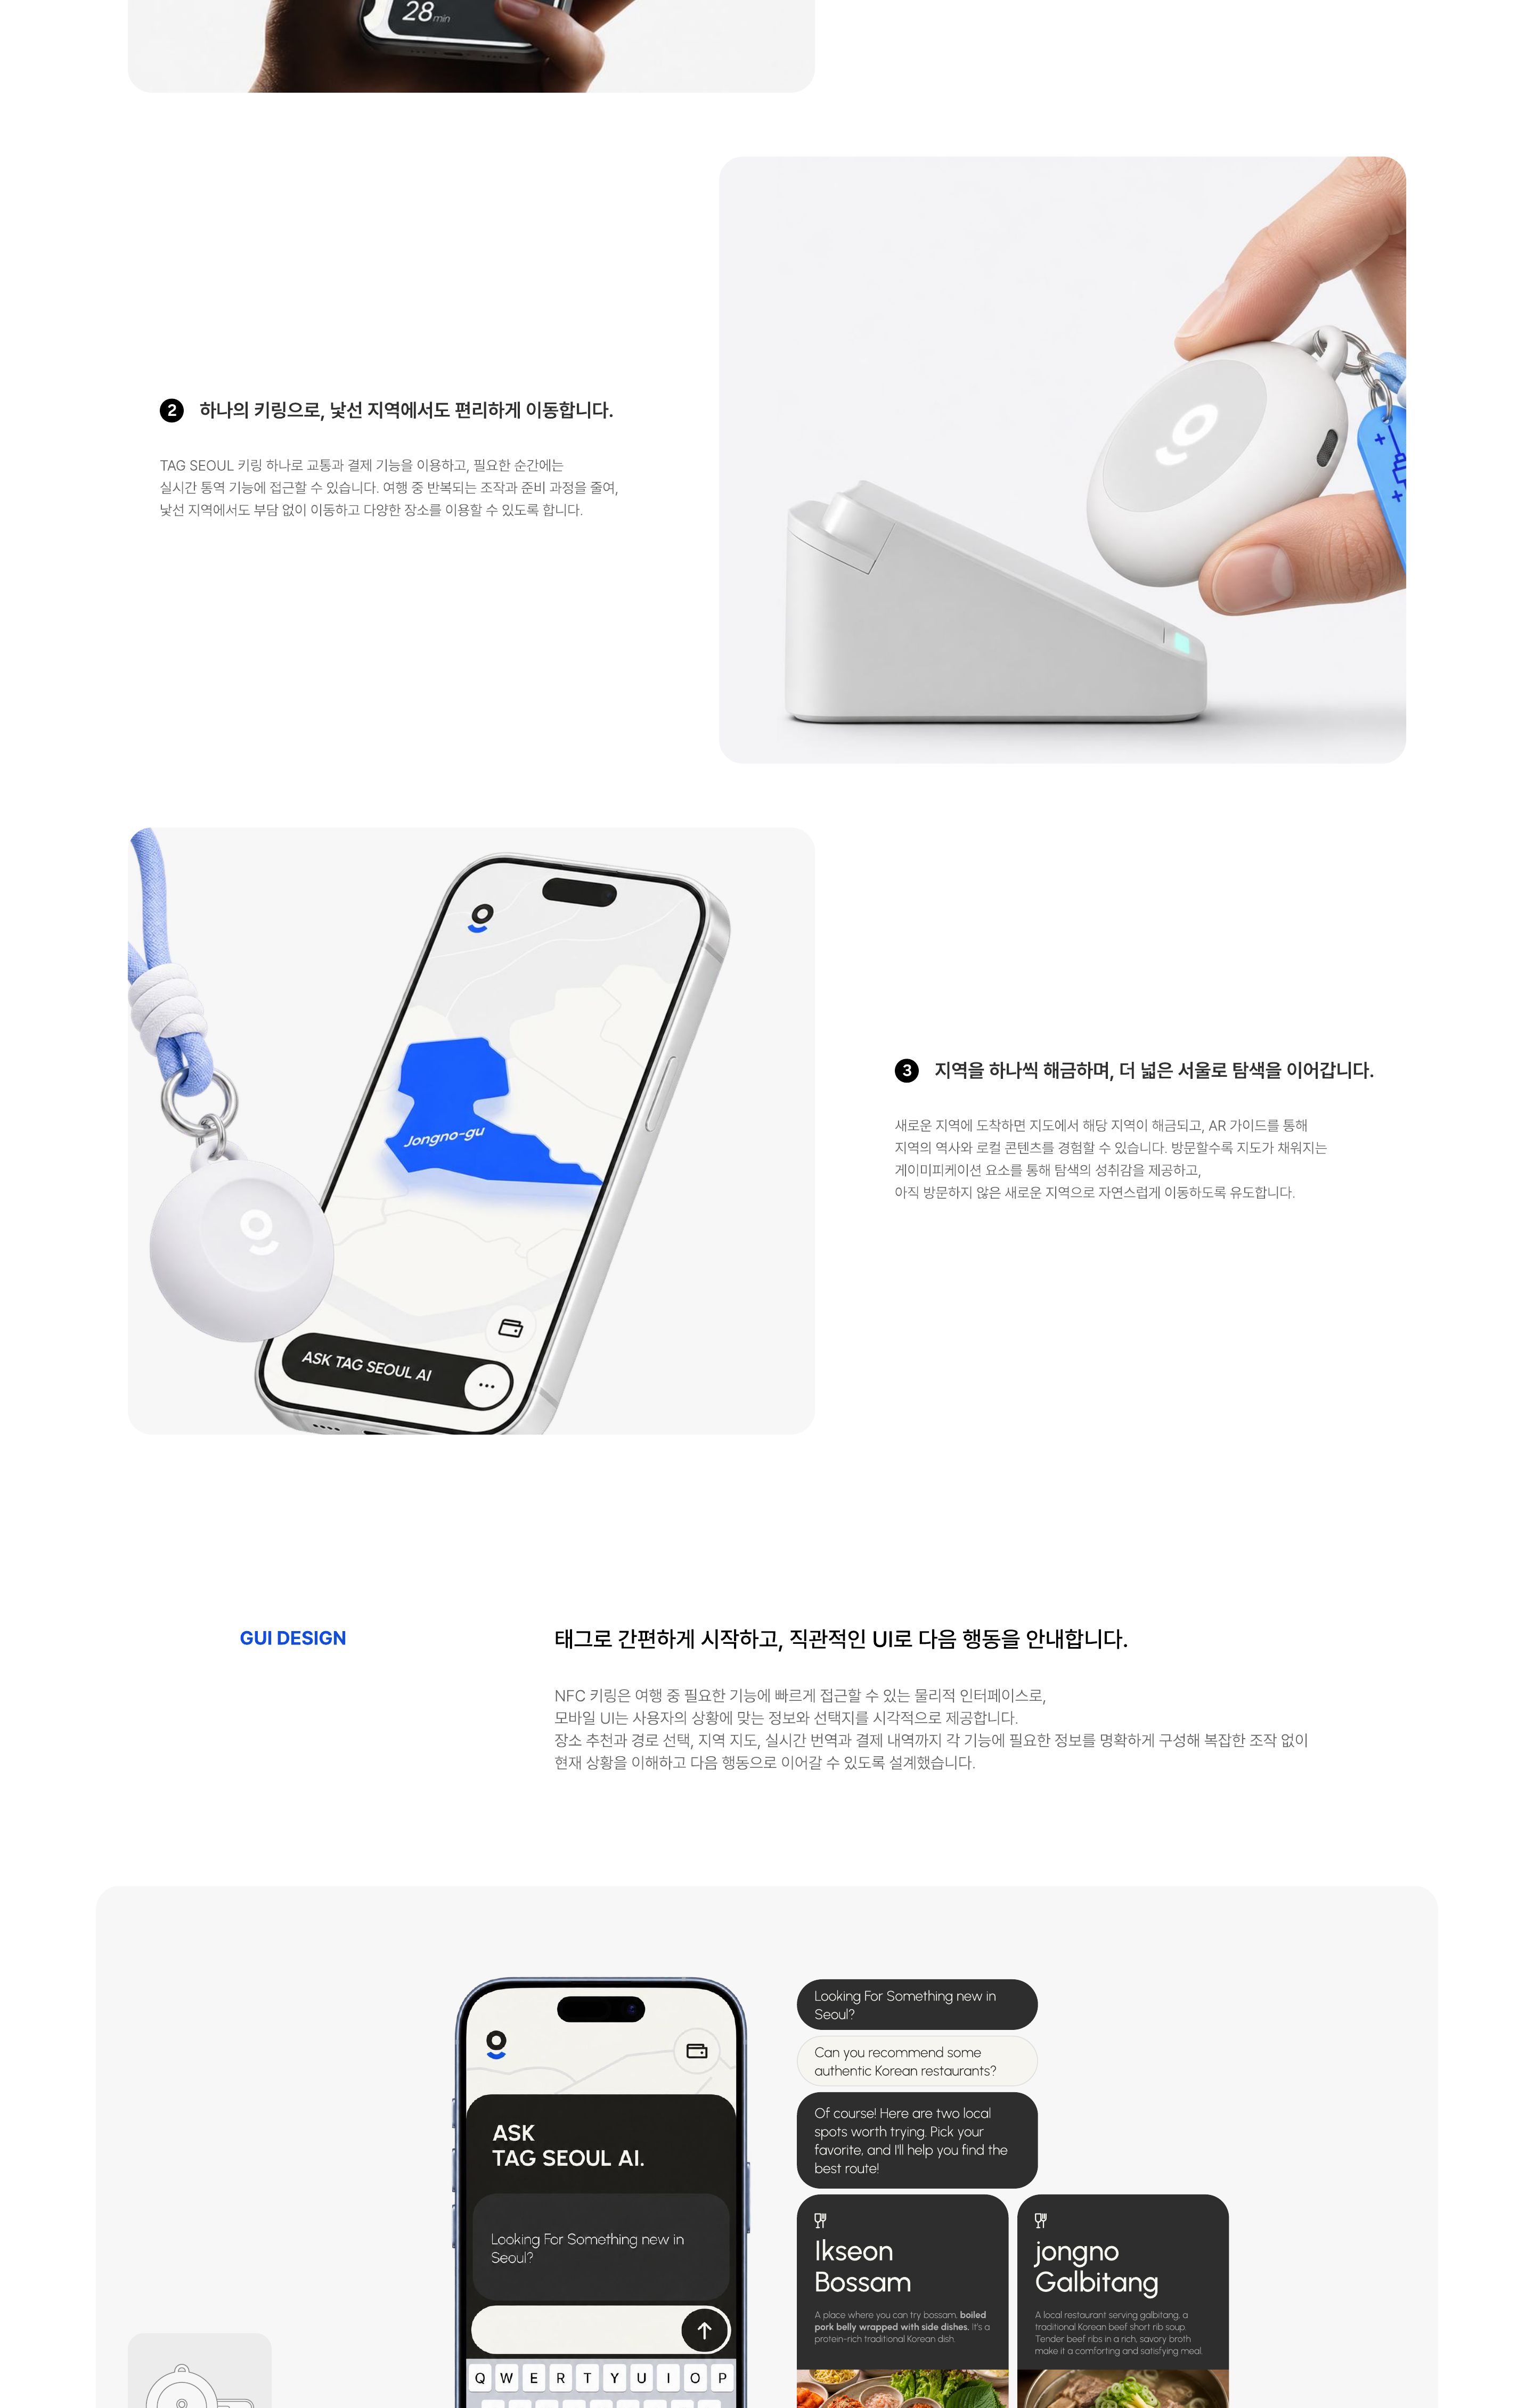 28min
2 하나의 키링으로, 낯선 지역에서도 편리하게 이동합니다.
TAG SEOUL 키링 하나로 교통과 결제 기능을 이용하고, 필요한 순간에는
실시간 통역 기능에 접근할 수 있습니다. 여행 중 반복되는 조작과 준비 과정을 줄여,
낯선 지역에서도 부담 없이 이동하고 다양한 장소를 이용할 수 있도록 합니다.
Jongno-gu
ASK TAG SEOUL AI
3 지역을 하나씩 해금하며, 더 넓은 서울로 탐색을 이어갑니다.
새로운 지역에 도착하면 지도에서 해당 지역이 해금되고, AR 가이드를 통해
지역의 역사와 로컬 콘텐츠를 경험할 수 있습니다. 방문할수록 지도가 채워지는
게이미피케이션 요소를 통해 탐색의 성취감을 제공하고,
아직 방문하지 않은 새로운 지역으로 자연스럽게 이동하도록 유도합니다.
GUI DESIGN
태그로 간편하게 시작하고, 직관적인 UI로 다음 행동을 안내합니다.
NFC 키링은 여행 중 필요한 기능에 빠르게 접근할 수 있는 물리적 인터페이스로,
모바일 UI는 사용자의 상황에 맞는 정보와 선택지를 시각적으로 제공합니다.
장소 추천과 경로 선택, 지역 지도, 실시간 번역과 결제 내역까지 각 기능에 필요한 정보를 명확하게 구성해 복잡한 조작 없이
현재 상황을 이해하고 다음 행동으로 이어갈 수 있도록 설계했습니다.
ASK
TAG SEOUL AI.
Looking For Something new in
Seoul?
Q W E R T Y U I O P
Looking For Something new in
Seoul?
Can you recommend some
authentic Korean restaurants?
Of course! Here are two local
spots worth trying. Pick your
favorite, and I'll help you find the
best route!
Ikseon
Bossam
A place where you can try bossam, boiled
pork belly wrapped with side dishes. It's a
protein-rich traditional Korean dish.
jongno
Galbitang
A local restaurant serving galbitang, a
traditional Korean beef short rib soup.
Tender beef ribs in a rich, savory broth
make it a comforting and satisfying meal.